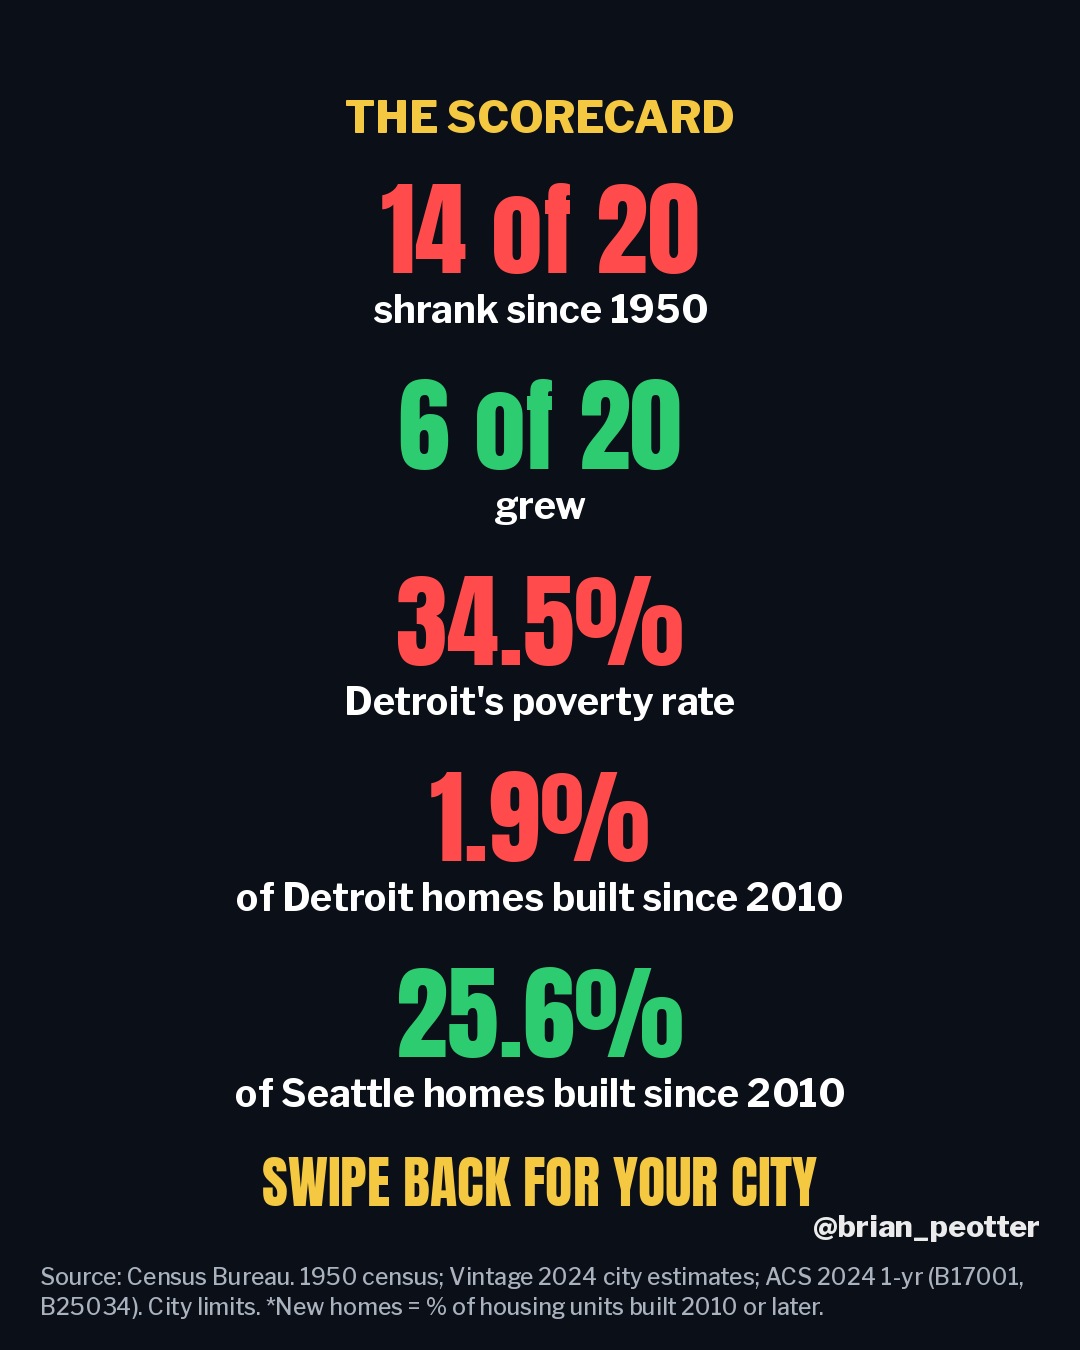 THE SCORECARD
14 of 20
shrank since 1950
6 of 20
grew
34.5%
Detroit's poverty rate
1.9%
of Detroit homes built since 2010
25.6%
of Seattle homes built since 2010
SWIPE BACK FOR YOUR CITY
@brian_peotter
Source: Census Bureau. 1950 census; Vintage 2024 city estimates; ACS 2024 1-yr (B17001,
B25034). City limits. *New homes = % of housing units built 2010 or later.